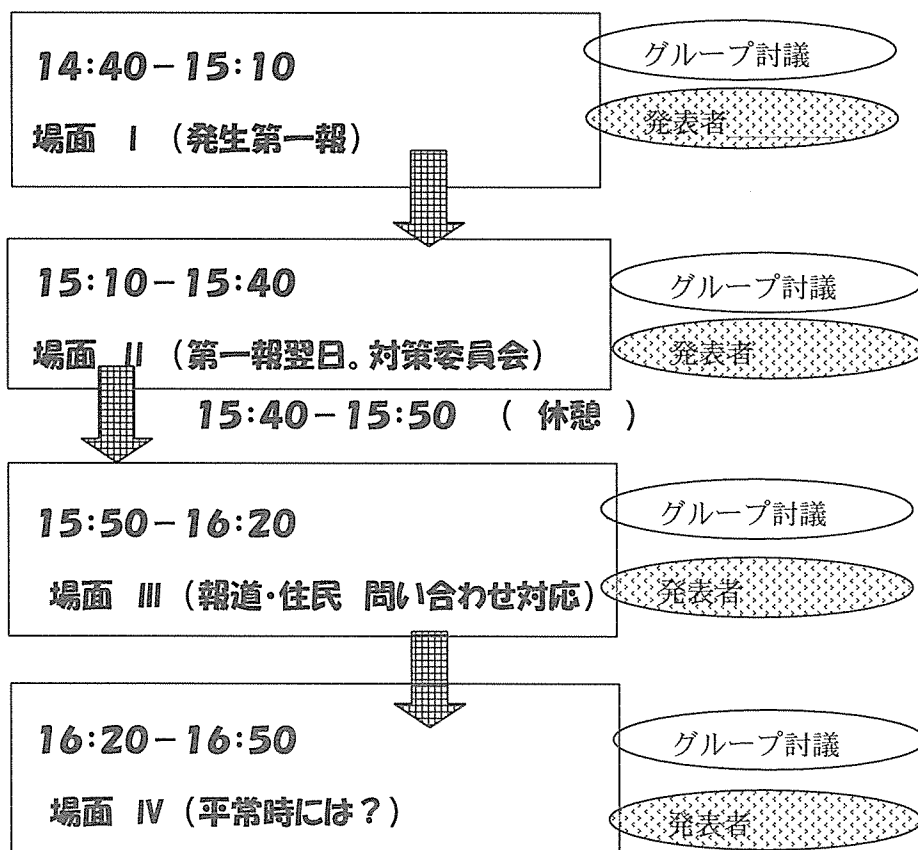 14:40-15:10
グループ討議
場面 Ⅰ (発生第一報)
発表者
15:10-15:40
グループ討議
場面 Ⅱ (第一報翌日。対策委員会)
発表者
15:40-15:50 ( 休憩 )
15:50-16:20
グループ討議
場面 Ⅲ (報道・住民 問い合わせ対応)
発表者
16:20-16:50
グループ討議
場面 Ⅳ (平常時には?)
発表者